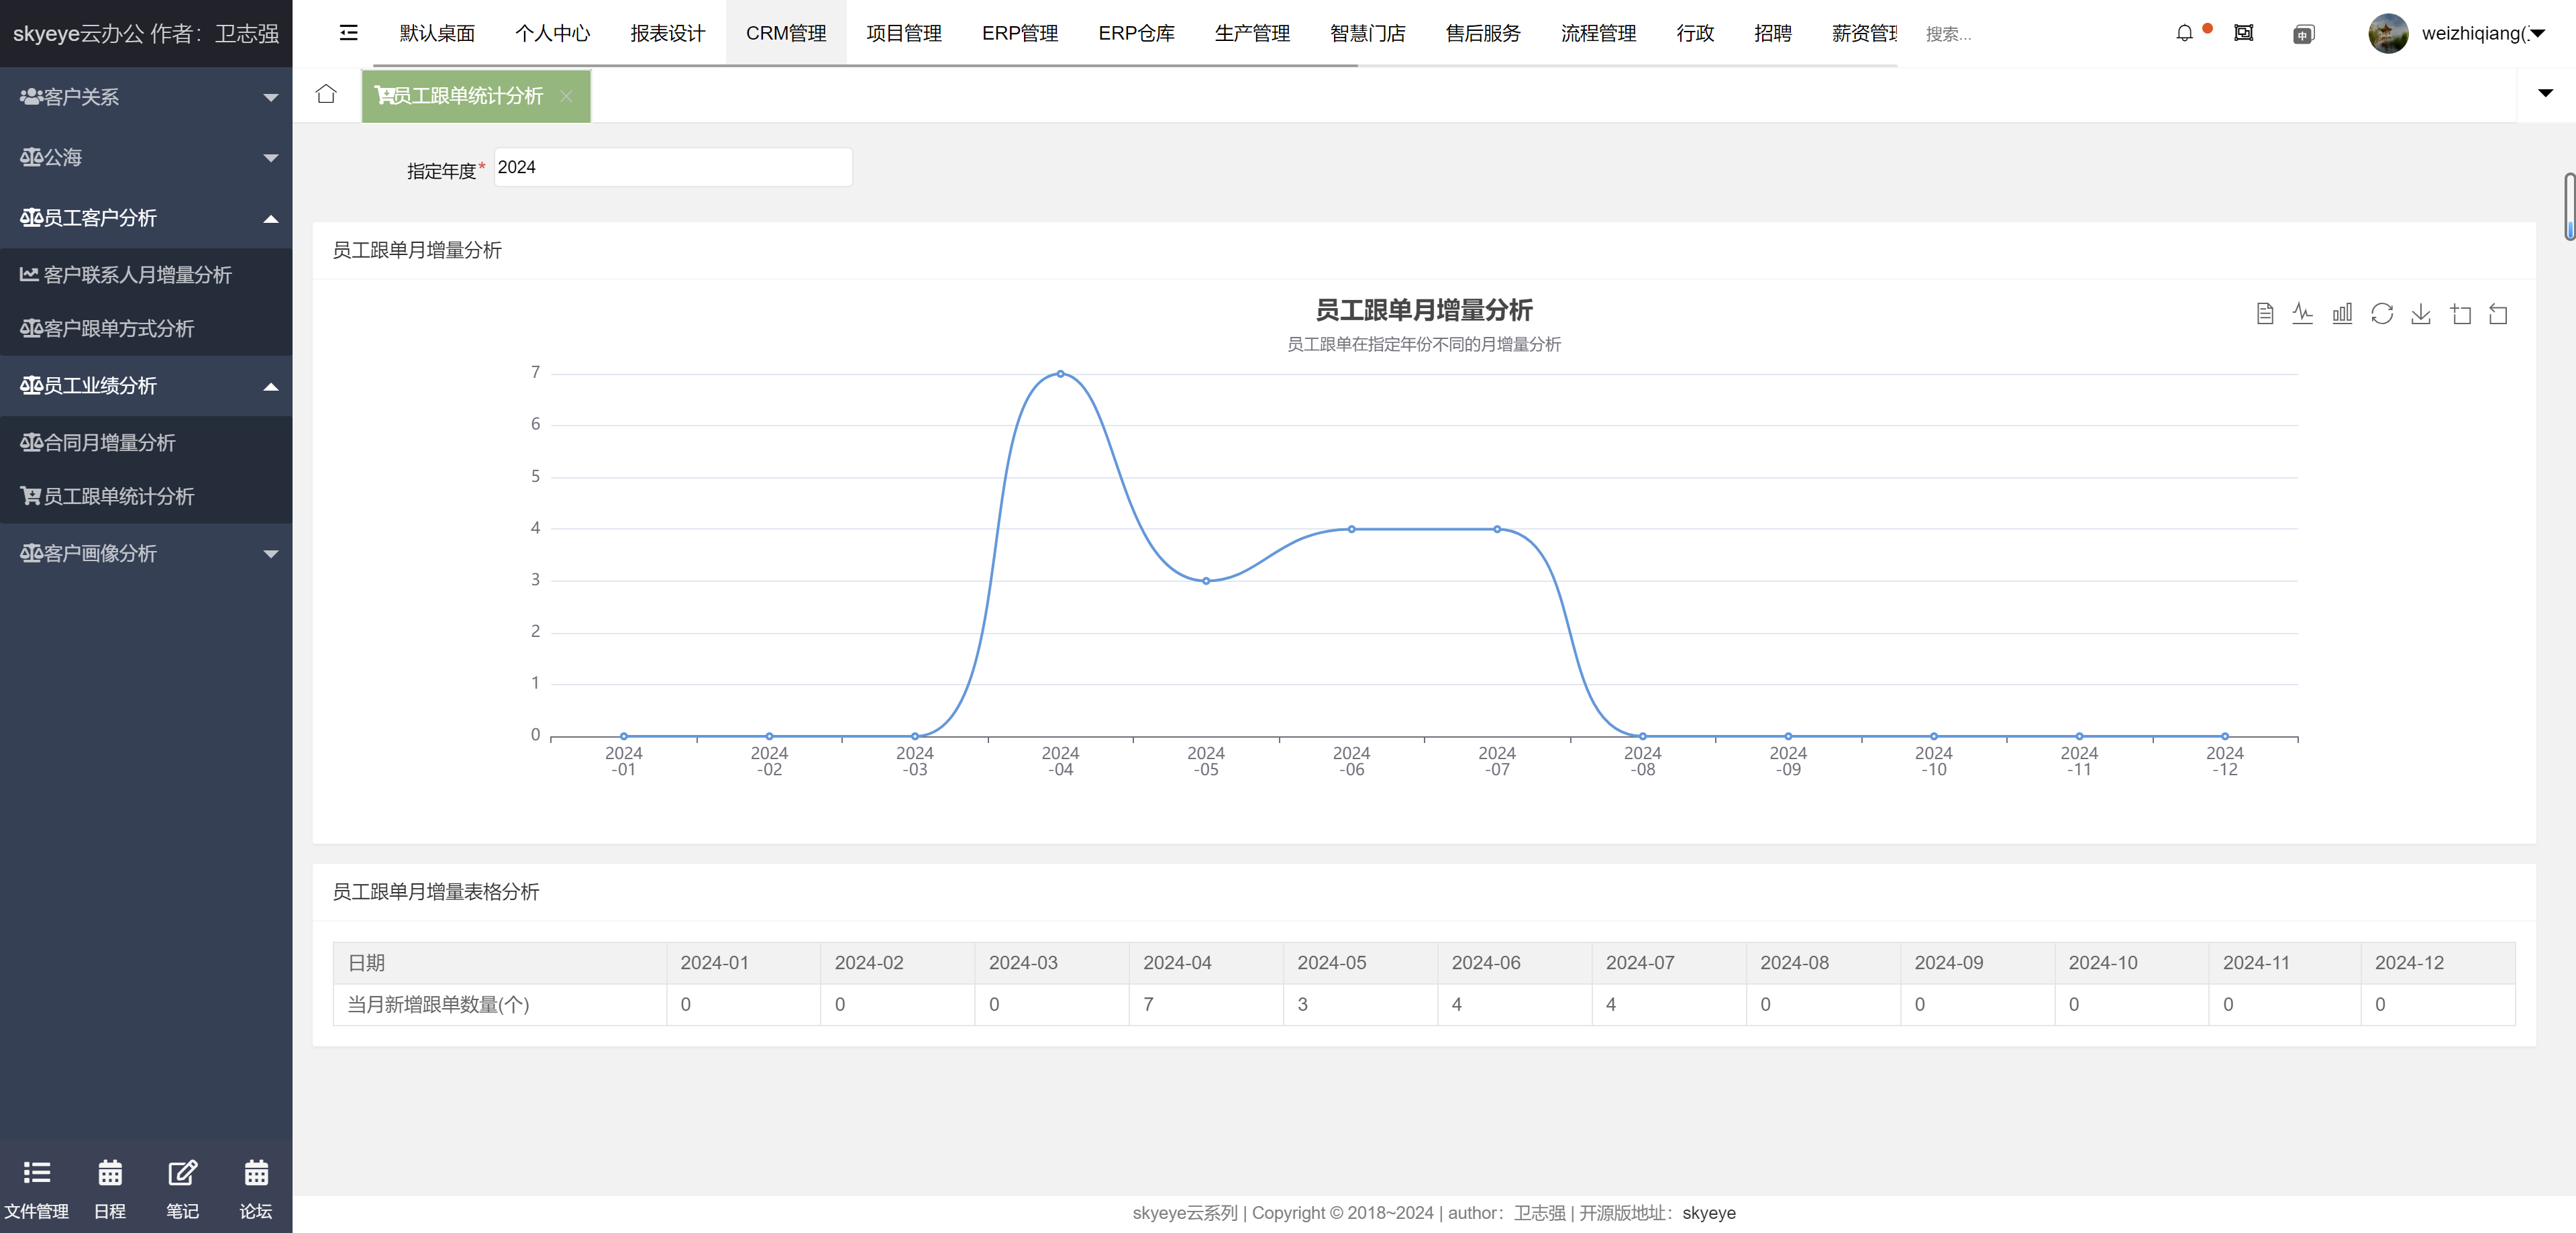 skyeye云办公 作者：卫志强
默认桌面 个人中心 报表设计 CRM管理 项目管理 ERP管理 ERP仓库 生产管理 智慧门店 售后服务 流程管理 行政 招聘 薪资管理 搜索... weizhiqiang(
客户关系
公海
员工客户分析
客户联系人月增量分析
客户跟单方式分析
员工业绩分析
合同月增量分析
员工跟单统计分析
客户画像分析
文件管理 日程 笔记 论坛
员工跟单统计分析
指定年度* 2024
员工跟单月增量分析
员工跟单月增量分析
员工跟单在指定年份不同的月增量分析
7
6
5
4
3
2
1
0
2024 2024 2024 2024 2024 2024 2024 2024 2024 2024 2024 2024
-01 -02 -03 -04 -05 -06 -07 -08 -09 -10 -11 -12
员工跟单月增量表格分析
日期 2024-01 2024-02 2024-03 2024-04 2024-05 2024-06 2024-07 2024-08 2024-09 2024-10 2024-11 2024-12
当月新增跟单数量(个) 0 0 0 7 3 4 4 0 0 0 0 0
skyeye云系列 | Copyright © 2018~2024 | author：卫志强 | 开源版地址：skyeye